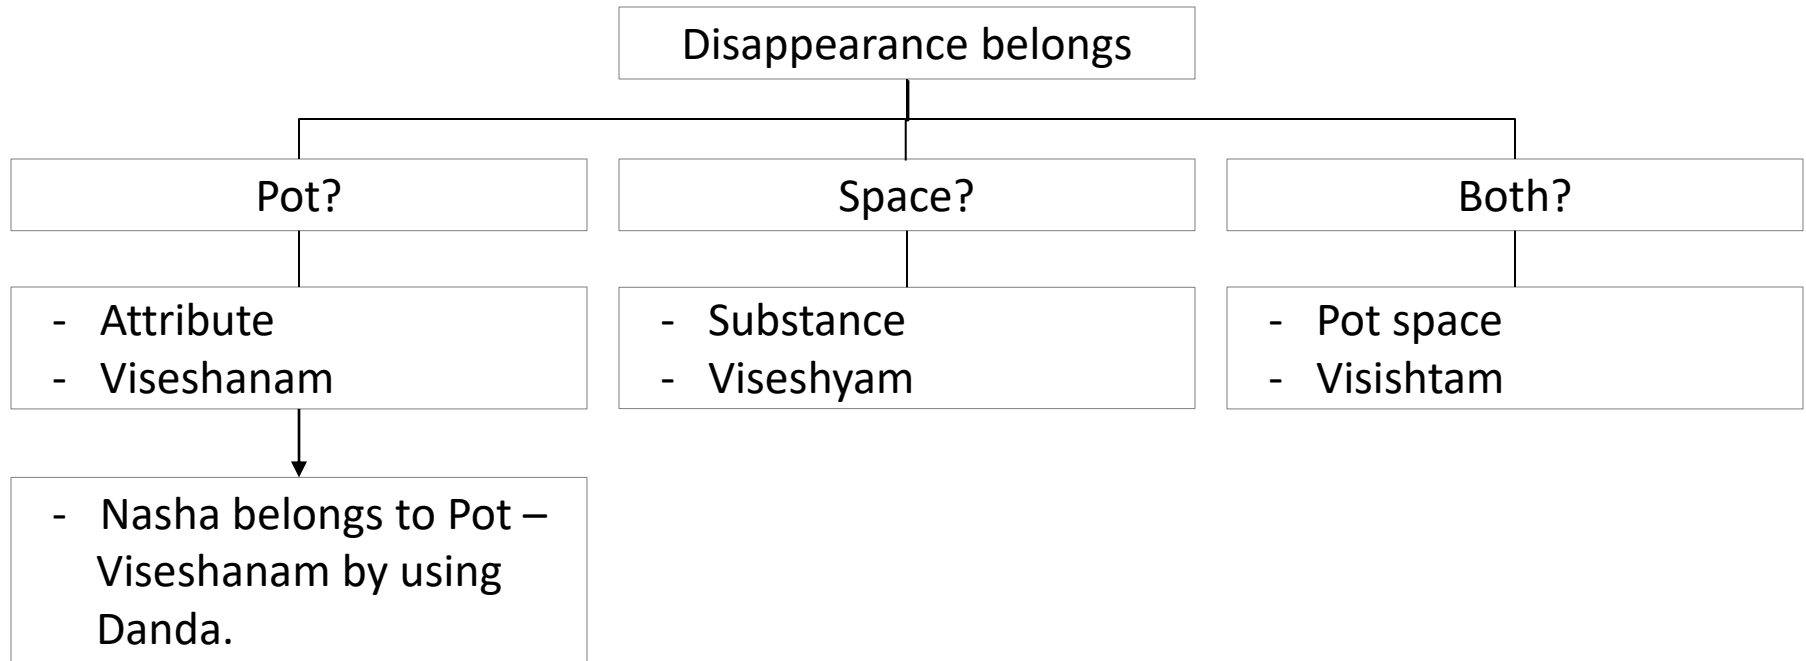 Disappearance belongs
Pot?
Space?
Both?
- Attribute
- Viseshanam
- Substance
- Viseshyam
- Pot space
- Visishtam
- Nasha belongs to Pot –
Viseshanam by using
Danda.